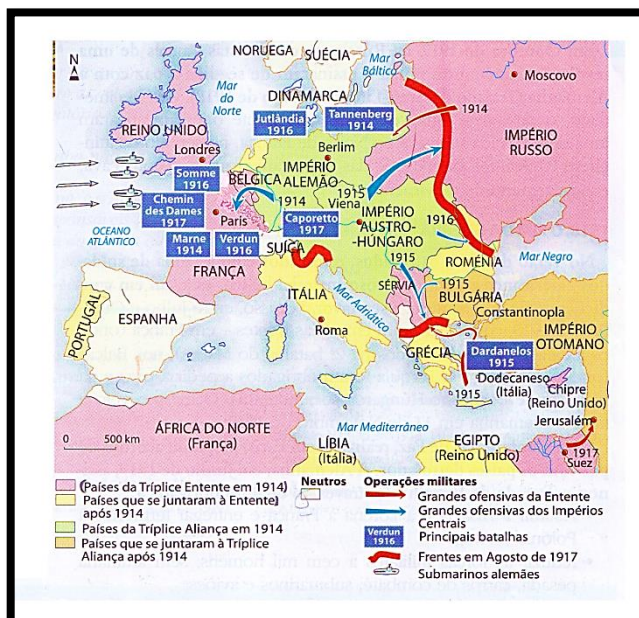 NORUEGA
SUÉCIA
Mar
Báltico
Moscovo
N
Mar
do
Norte
DINAMARCA
1914
Jutlândia
1916
Tannenberg
1914
REINO UNIDO
Londres
Berlim
IMPÉRIO
RUSSO
Somme
1916
BÉLGICA
IMPÉRIO
ALEMÃO
1915
Chemin
des Dames
1917
1914
Viena
Paris
Caporetto
1917
IMPÉRIO
AUSTRO-
HÚNGARO
1916
OCEANO
ATLÂNTICO
Marne
1914
Verdun
1916
SUÍÇA
1915
ROMÉNIA
Mar Negro
FRANÇA
SÉRVIA
1915
BULGÁRIA
ITÁLIA
Mar Adriático
Constantinopla
PORTUGAL
ESPANHA
Roma
IMPÉRIO
OTOMANO
GRÉCIA
Dardanelos
1915
Dodecaneso
(Itália)
1915
Chipre
(Reino Unido)
Jerusalém
Mar Mediterrâneo
0 500 km
ÁFRICA DO NORTE
(França)
LÍBIA
(Itália)
EGIPTO
(Reino Unido)
1917
Suez
(Países da Tríplice Entente em 1914)
Países que se juntaram à Entente
após 1914
Países da Tríplice Aliança em 1914
Países que se juntaram à Tríplice
Aliança após 1914
Neutros
Operações militares
Grandes ofensivas da Entente
Grandes ofensivas dos Impérios
Centrais
Verdun
1916
Principais batalhas
Frentes em Agosto de 1917
Submarinos alemães